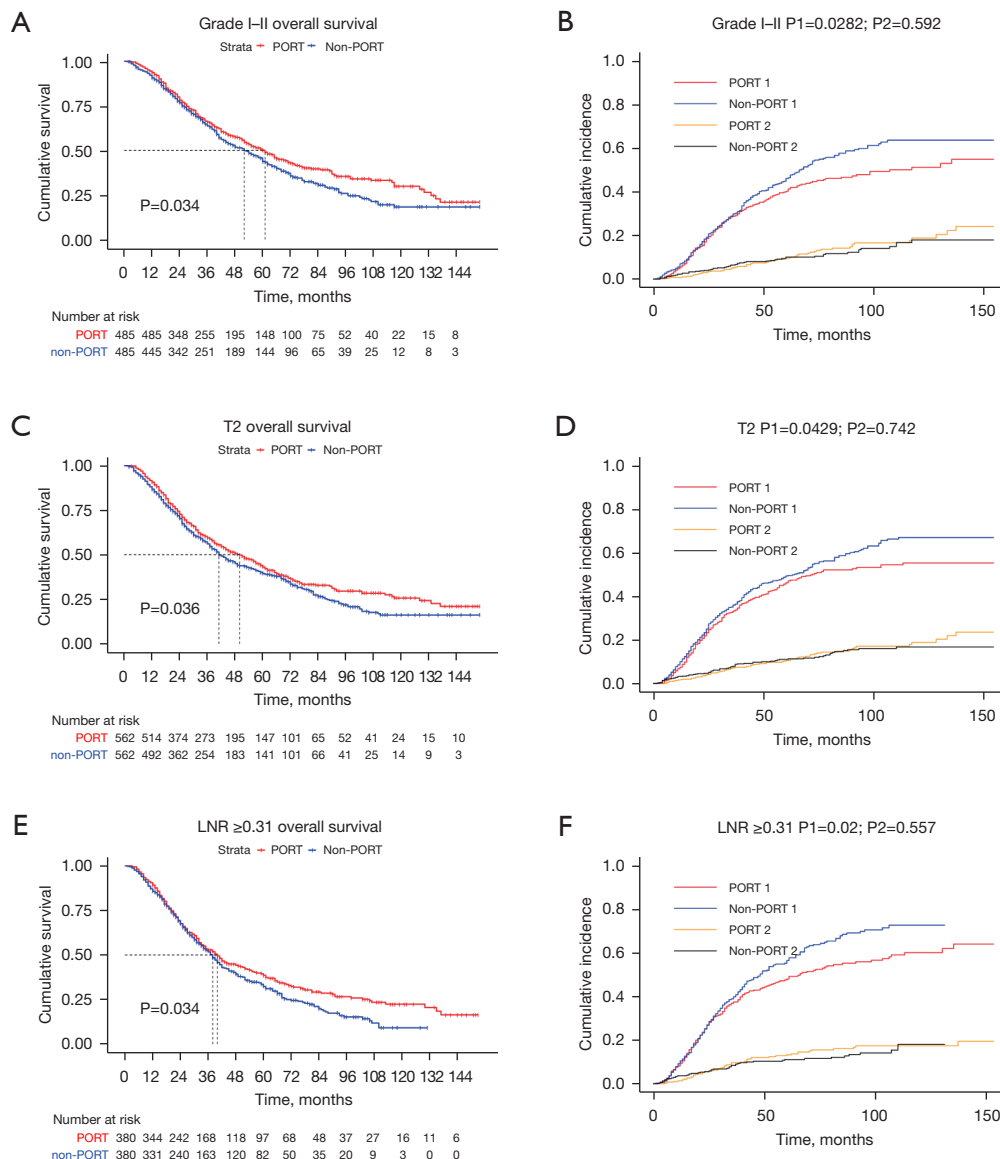 A
Grade I–II overall survival
Strata PORT Non-PORT
Cumulative survival
1.00
0.75
0.50
0.25
0.00
P=0.034
0 12 24 36 48 60 72 84 96 108 120 132 144
Time, months
Number at risk
PORT 485 485 348 255 195 148 100 75 52 40 22 15 8
non-PORT 485 445 342 251 189 144 96 65 39 25 12 8 3
B
Grade I–II P1=0.0282; P2=0.592
Cumulative incidence
1.0
0.8
0.6
0.4
0.2
0.0
PORT 1
Non-PORT 1
PORT 2
Non-PORT 2
0 50 100 150
Time, months
C
T2 overall survival
Strata PORT Non-PORT
Cumulative survival
1.00
0.75
0.50
0.25
0.00
P=0.036
0 12 24 36 48 60 72 84 96 108 120 132 144
Time, months
Number at risk
PORT 562 514 374 273 195 147 101 65 52 41 24 15 10
non-PORT 562 492 362 254 183 141 101 66 41 25 14 9 3
D
T2 P1=0.0429; P2=0.742
Cumulative incidence
1.0
0.8
0.6
0.4
0.2
0.0
PORT 1
Non-PORT 1
PORT 2
Non-PORT 2
0 50 100 150
Time, months
E
LNR ≥0.31 overall survival
Strata PORT Non-PORT
Cumulative survival
1.00
0.75
0.50
0.25
0.00
P=0.034
0 12 24 36 48 60 72 84 96 108 120 132 144
Time, months
Number at risk
PORT 380 344 242 168 118 97 68 48 37 27 16 11 6
non-PORT 380 331 240 163 120 82 50 35 20 9 3 0 0
F
LNR ≥0.31 P1=0.02; P2=0.557
Cumulative incidence
1.0
0.8
0.6
0.4
0.2
0.0
PORT 1
Non-PORT 1
PORT 2
Non-PORT 2
0 50 100 150
Time, months